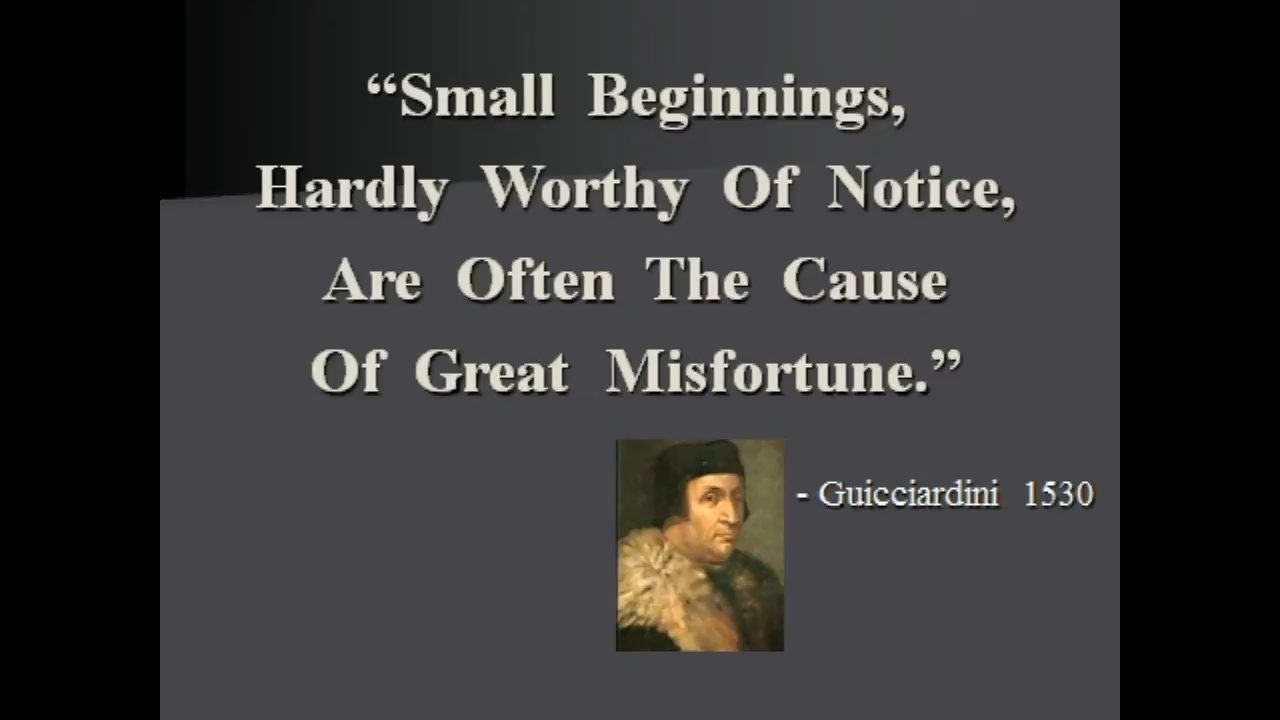 “Small Beginnings,
Hardly Worthy Of Notice,
Are Often The Cause
Of Great Misfortune.”
- Guicciardini 1530